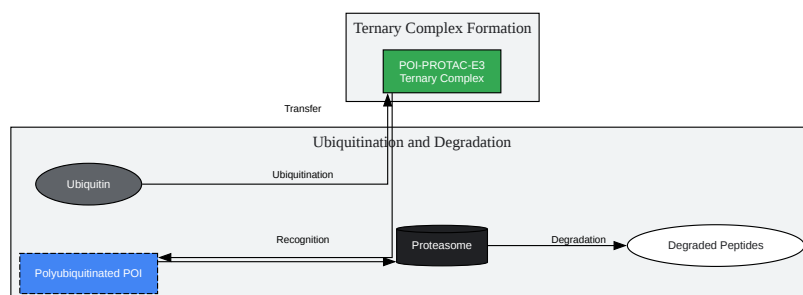 Ternary Complex Formation
POI-PROTAC-E3
Ternary Complex
Transfer
Ubiquitination and Degradation
Ubiquitination
Ubiquitin
Recognition
Proteasome
Degradation
Degraded Peptides
Polyubiquitinated POI